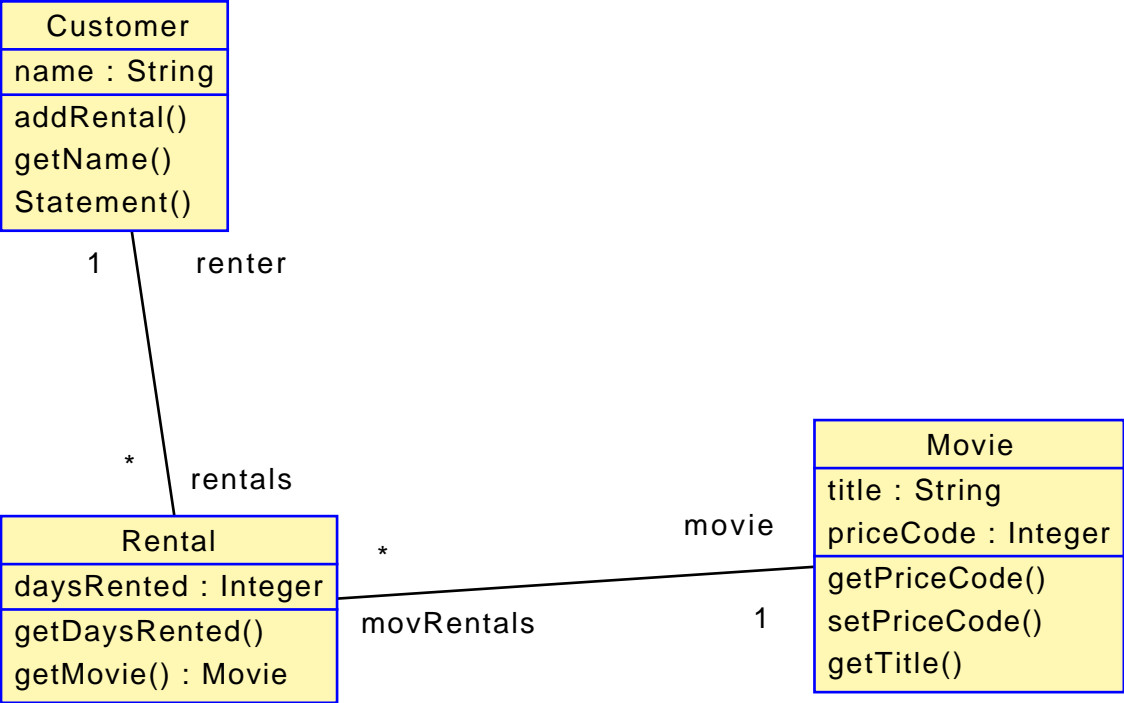 Customer
name : String
addRental()
getName()
Statement()
1 renter
*
rentals
Rental
daysRented : Integer
getDaysRented()
getMovie() : Movie
*
movRentals
movie
1
Movie
title : String
priceCode : Integer
getPriceCode()
setPriceCode()
getTitle()